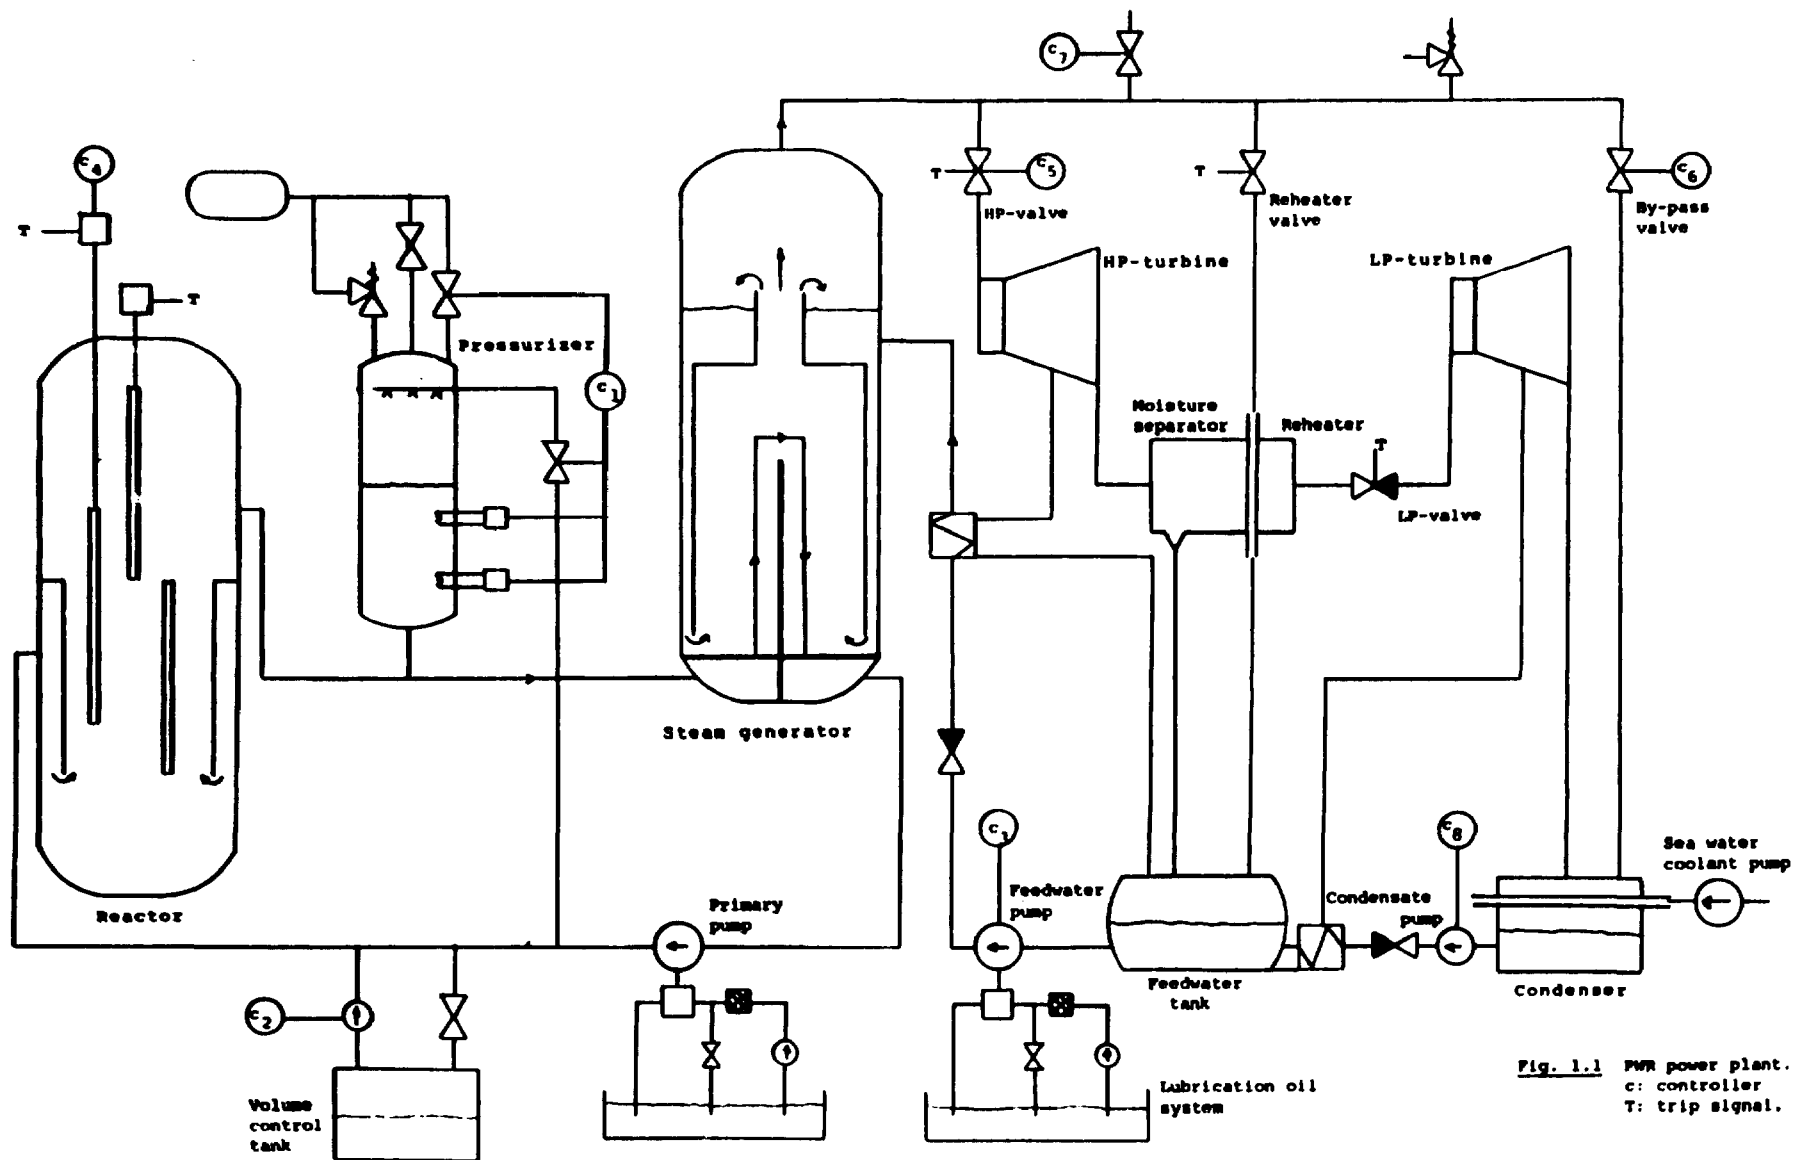 c7
c4
T
T
c5
HP-valve
T
Reheater
valve
c6
By-pass
valve
T
HP-turbine
LP-turbine
Pressurizer
c1
Moisture
separator
Reheater
T
LP-valve
Steam generator
c3
c8
Sea water
coolant pump
Reactor
Primary
pump
Feedwater
pump
Condensate
pump
Feedwater
tank
Condenser
c2
Volume
control
tank
Lubrication oil
system
Fig. 1.1 PWR power plant.
c: controller
T: trip signal.